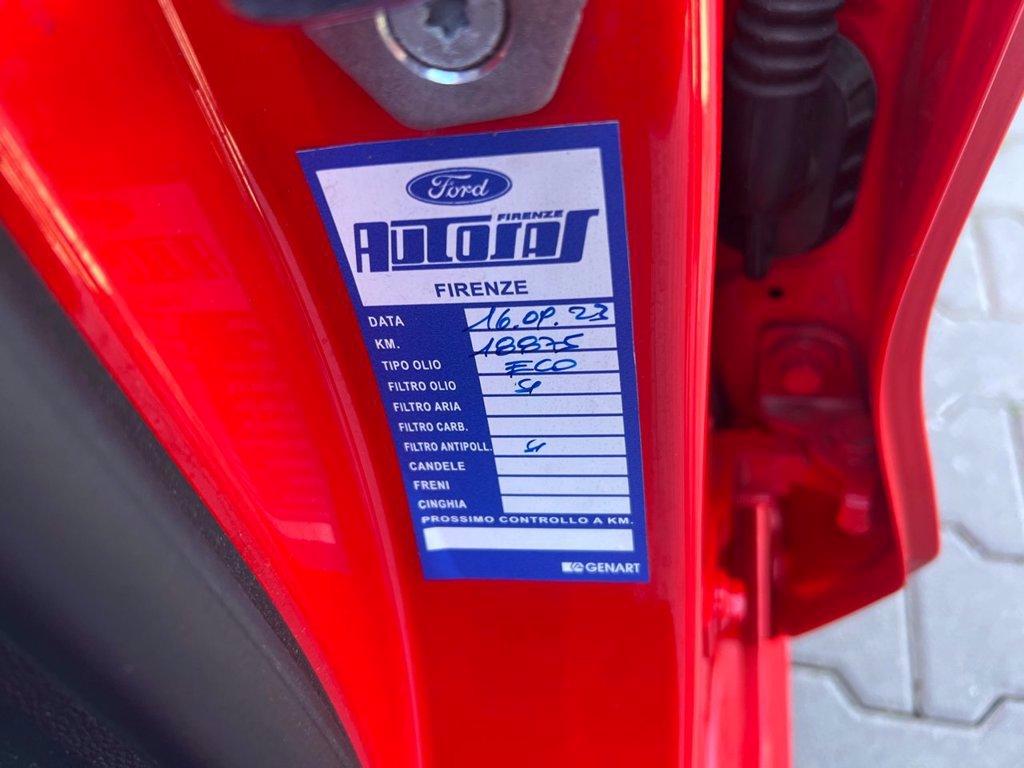 Ford
FIRENZE
AUTOSAS
FIRENZE
DATA 16.09.23
KM. 18875
TIPO OLIO ECO
FILTRO OLIO SI
FILTRO ARIA
FILTRO CARB.
FILTRO ANTIPOLL. SI
CANDELE
FRENI
CINGHIA
PROSSIMO CONTROLLO A KM.
GENART